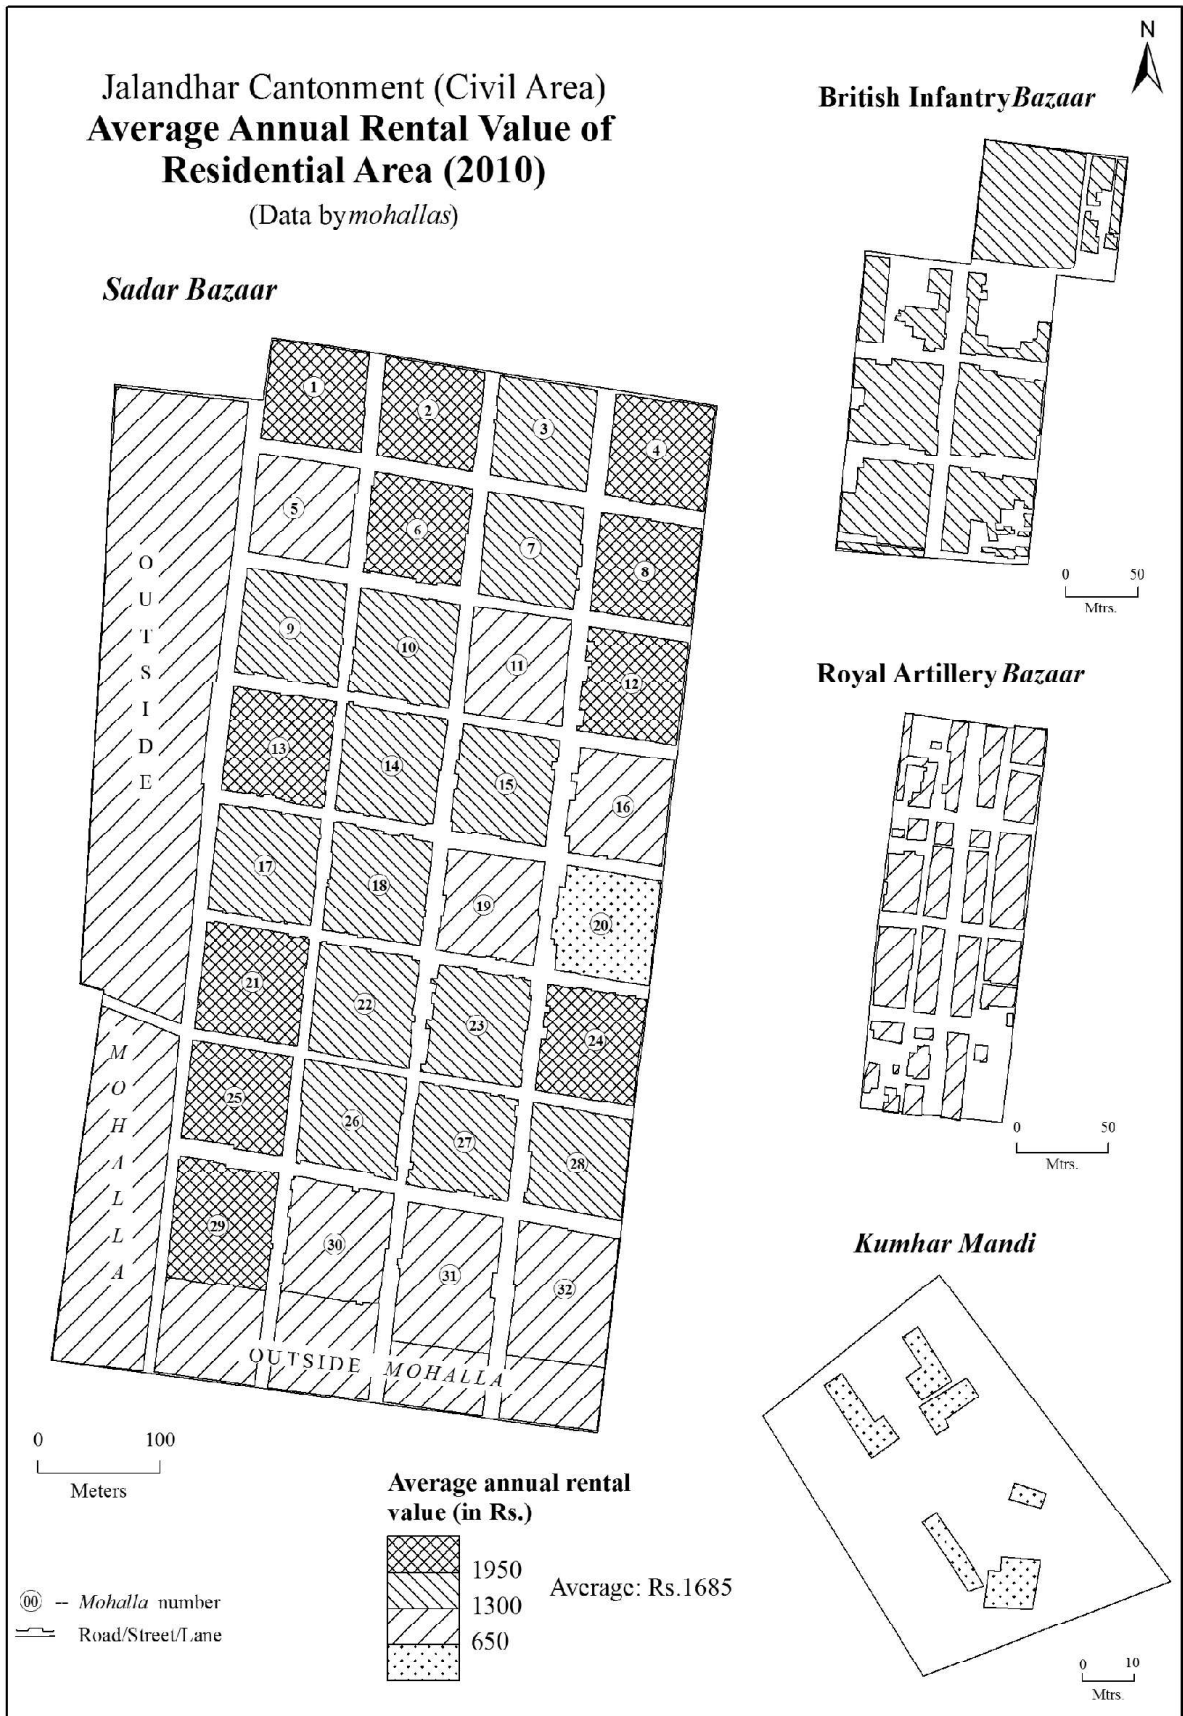 N
Jalandhar Cantonment (Civil Area)
Average Annual Rental Value of
Residential Area (2010)
(Data bymohallas)
British InfantryBazaar
Sadar Bazaar
1
2
3
4
5
6
7
8
9
10
11
12
13
14
15
16
17
18
19
20
21
22
23
24
25
26
27
28
29
30
31
32
OUTSIDE
MOHALLA
OUTSIDE MOHALLA
0 50
Mtrs.
Royal Artillery Bazaar
0 50
Mtrs.
Kumhar Mandi
0 10
Mtrs.
0 100
Meters
Average annual rental
value (in Rs.)
1950
1300
650
Average: Rs.1685
00 -- Mohalla number
Road/Street/Lane